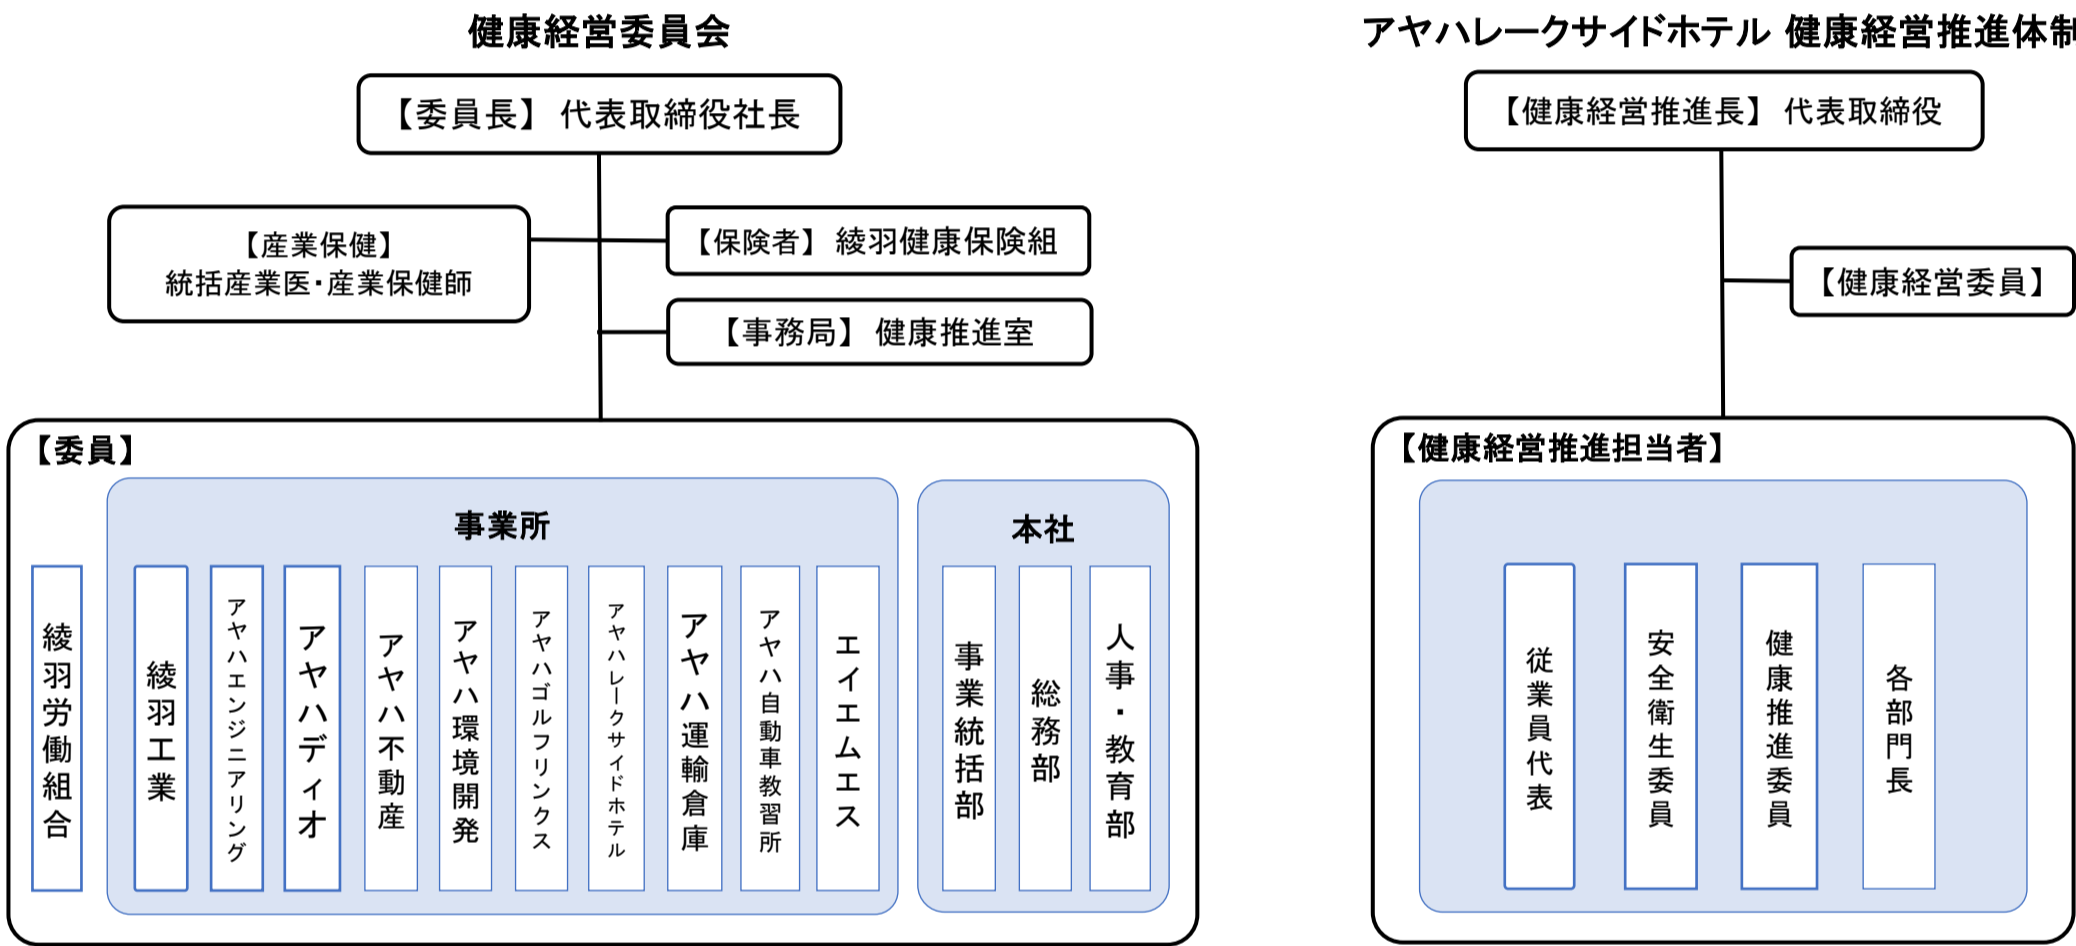 健康経営委員会
【委員長】 代表取締役社長
【産業保健】
統括産業医・産業保健師
【保険者】 綾羽健康保険組
【事務局】 健康推進室
【委員】
綾羽労働組合
事業所
綾羽工業
アヤハエンジニアリング
アヤハディオ
アヤハ不動産
アヤハ環境開発
アヤハゴルフリンクス
アヤハレークサイドホテル
アヤハ運輸倉庫
アヤハ自動車教習所
エイエムエス
本社
事業統括部
総務部
人事・教育部
アヤハレークサイドホテル 健康経営推進体制
【健康経営推進長】 代表取締役
【健康経営委員】
【健康経営推進担当者】
従業員代表
安全衛生委員
健康推進委員
各部門長